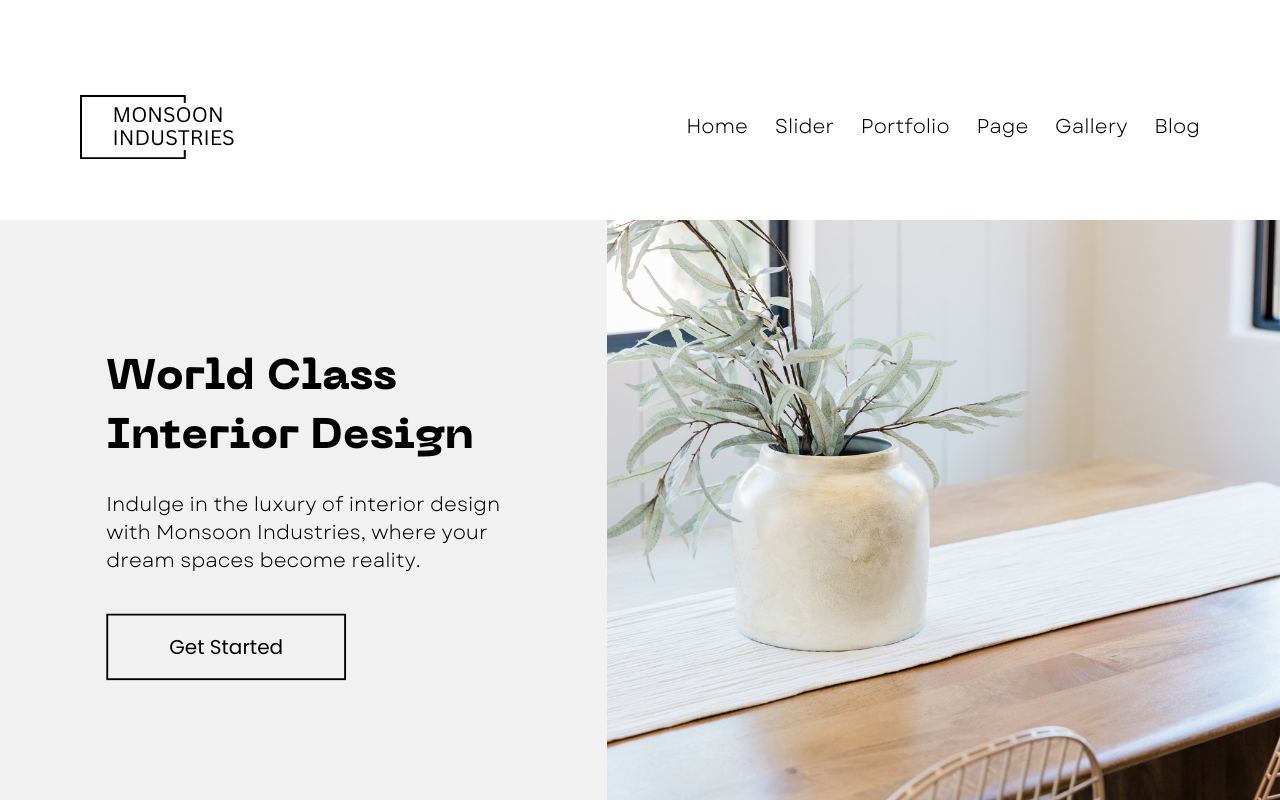 MONSOON
INDUSTRIES
Home Slider Portfolio Page Gallery Blog
World Class
Interior Design
Indulge in the luxury of interior design
with Monsoon Industries, where your
dream spaces become reality.
Get Started